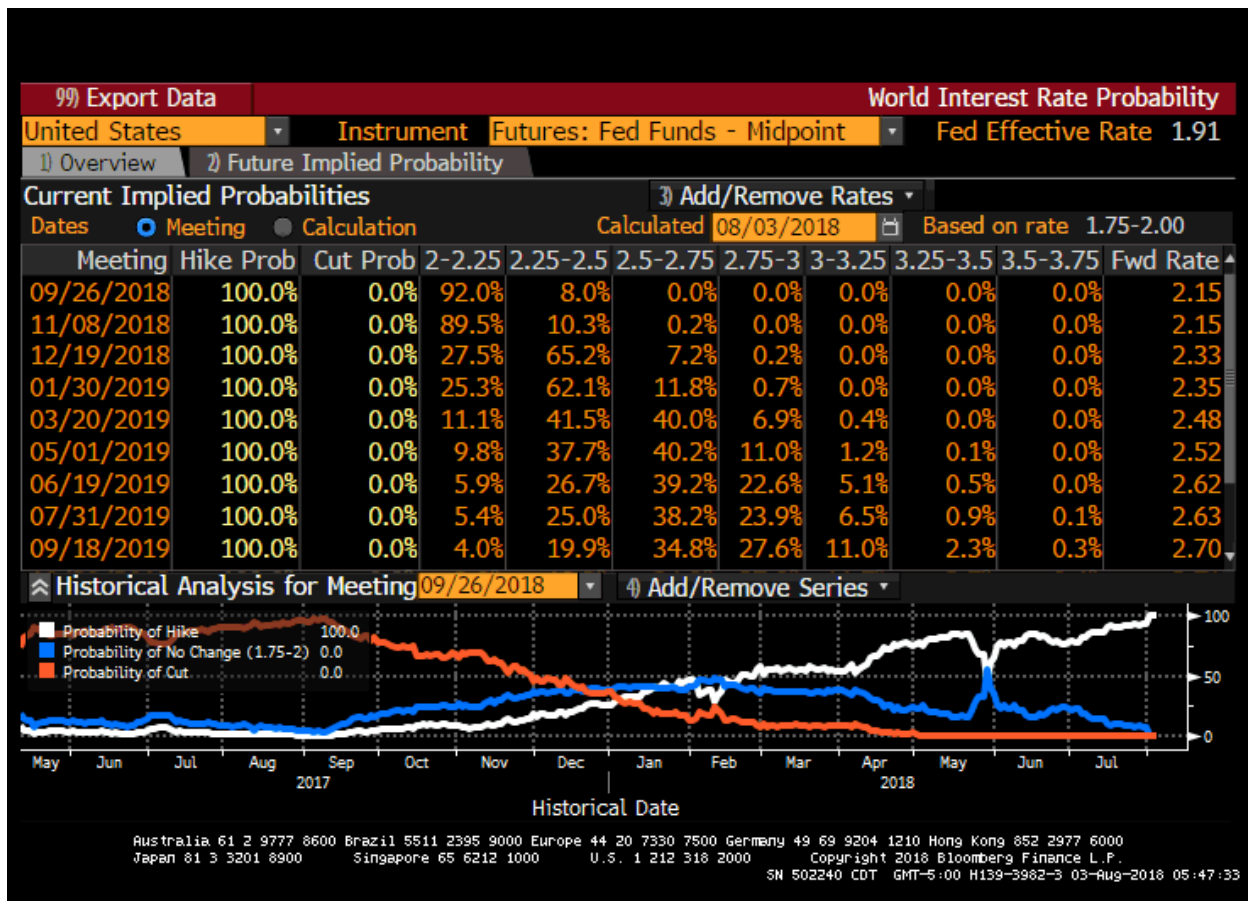 99) Export Data World Interest Rate Probability
United States Instrument Futures: Fed Funds - Midpoint Fed Effective Rate 1.91
1) Overview 2) Future Implied Probability
Current Implied Probabilities 3) Add/Remove Rates
Dates Meeting Calculation Calculated 08/03/2018 Based on rate 1.75-2.00
Meeting Hike Prob Cut Prob 2-2.25 2.25-2.5 2.5-2.75 2.75-3 3-3.25 3.25-3.5 3.5-3.75 Fwd Rate
09/26/2018 100.0% 0.0% 92.0% 8.0% 0.0% 0.0% 0.0% 0.0% 0.0% 2.15
11/08/2018 100.0% 0.0% 89.5% 10.3% 0.2% 0.0% 0.0% 0.0% 0.0% 2.15
12/19/2018 100.0% 0.0% 27.5% 65.2% 7.2% 0.2% 0.0% 0.0% 0.0% 2.33
01/30/2019 100.0% 0.0% 25.3% 62.1% 11.8% 0.7% 0.0% 0.0% 0.0% 2.35
03/20/2019 100.0% 0.0% 11.1% 41.5% 40.0% 6.9% 0.4% 0.0% 0.0% 2.48
05/01/2019 100.0% 0.0% 9.8% 37.7% 40.2% 11.0% 1.2% 0.1% 0.0% 2.52
06/19/2019 100.0% 0.0% 5.9% 26.7% 39.2% 22.6% 5.1% 0.5% 0.0% 2.62
07/31/2019 100.0% 0.0% 5.4% 25.0% 38.2% 23.9% 6.5% 0.9% 0.1% 2.63
09/18/2019 100.0% 0.0% 4.0% 19.9% 34.8% 27.6% 11.0% 2.3% 0.3% 2.70
Historical Analysis for Meeting 09/26/2018 4) Add/Remove Series
Probability of Hike 100.0
Probability of No Change (1.75-2) 0.0
Probability of Cut 0.0
100
50
0
May Jun Jul Aug Sep Oct Nov Dec Jan Feb Mar Apr May Jun Jul
2017 2018
Historical Date
Australia 61 2 9777 8600 Brazil 5511 2395 9000 Europe 44 20 7330 7500 Germany 49 69 9204 1210 Hong Kong 852 2977 6000
Japan 81 3 3201 8900 Singapore 65 6212 1000 U.S. 1 212 318 2000 Copyright 2018 Bloomberg Finance L.P.
SN 502240 CDT GMT-5:00 H139-3982-3 03-Aug-2018 05:47:33